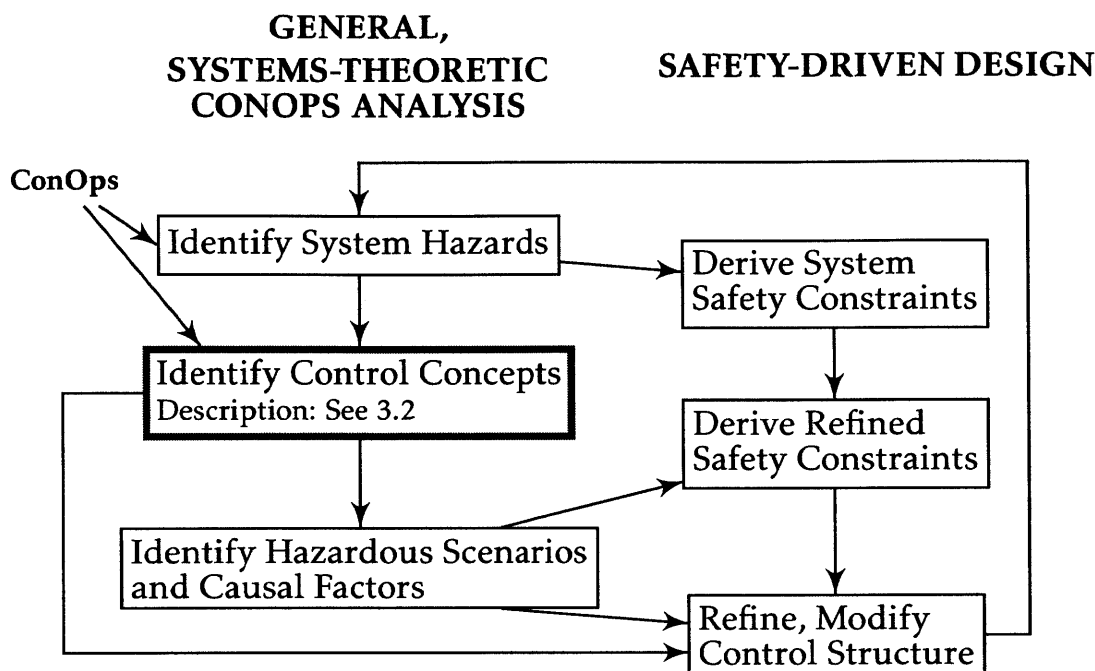 GENERAL,
SYSTEMS-THEORETIC
CONOPS ANALYSIS
SAFETY-DRIVEN DESIGN
ConOps
Identify System Hazards
Derive System
Safety Constraints
Identify Control Concepts
Description: See 3.2
Derive Refined
Safety Constraints
Identify Hazardous Scenarios
and Causal Factors
Refine, Modify
Control Structure